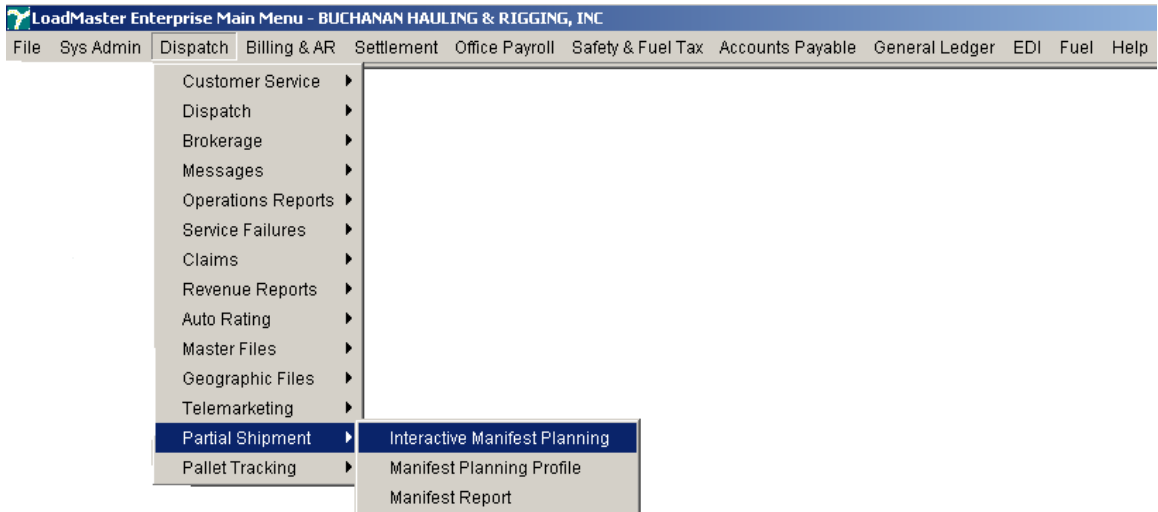 LoadMaster Enterprise Main Menu - BUCHANAN HAULING & RIGGING, INC
File Sys Admin Dispatch Billing & AR Settlement Office Payroll Safety & Fuel Tax Accounts Payable General Ledger EDI Fuel Help
Customer Service
Dispatch
Brokerage
Messages
Operations Reports
Service Failures
Claims
Revenue Reports
Auto Rating
Master Files
Geographic Files
Telemarketing
Partial Shipment Interactive Manifest Planning
Pallet Tracking Manifest Planning Profile
Manifest Report